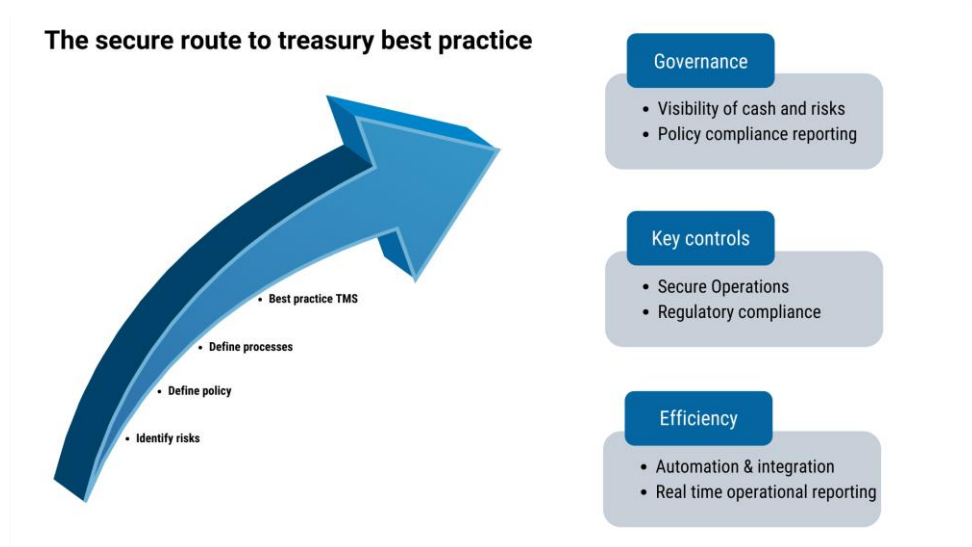 The secure route to treasury best practice
• Best practice TMS
• Define processes
• Define policy
• Identify risks
Governance
• Visibility of cash and risks
• Policy compliance reporting
Key controls
• Secure Operations
• Regulatory compliance
Efficiency
• Automation & integration
• Real time operational reporting